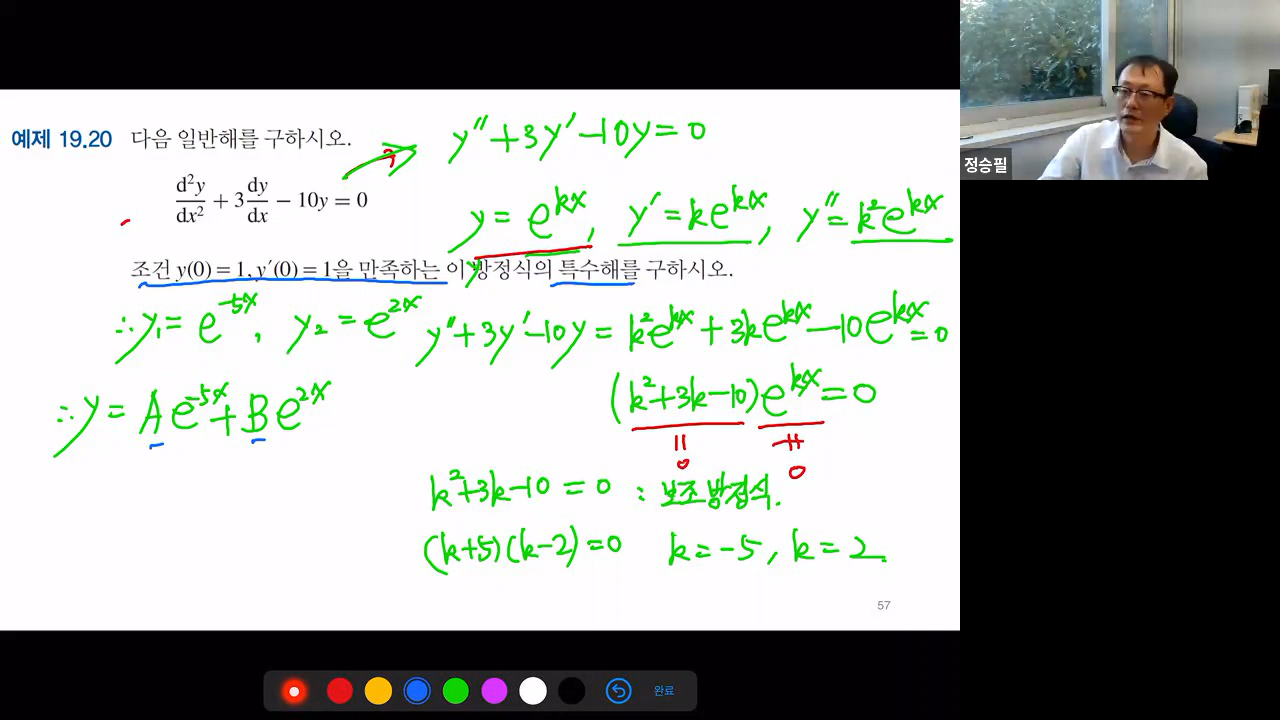 예제 19.20 다음 일반해를 구하시오.
d²y/dx² + 3 dy/dx − 10y = 0
y'' + 3y' − 10y = 0
y = e^{kx}, y' = ke^{kx}, y'' = k²e^{kx}
조건 y(0) = 1, y′(0) = 1을 만족하는 이 방정식의 특수해를 구하시오.
∴ y₁ = e^{-5x}, y₂ = e^{2x}
y'' + 3y' − 10y = k²e^{kx} + 3ke^{kx} − 10e^{kx} = 0
∴ y = Ae^{-5x} + Be^{2x}
(k² + 3k − 10)e^{kx} = 0
= 0 ≠ 0
k² + 3k − 10 = 0 : 보조방정식.
(k+5)(k−2) = 0 k = −5, k = 2.
57
정승필
완료